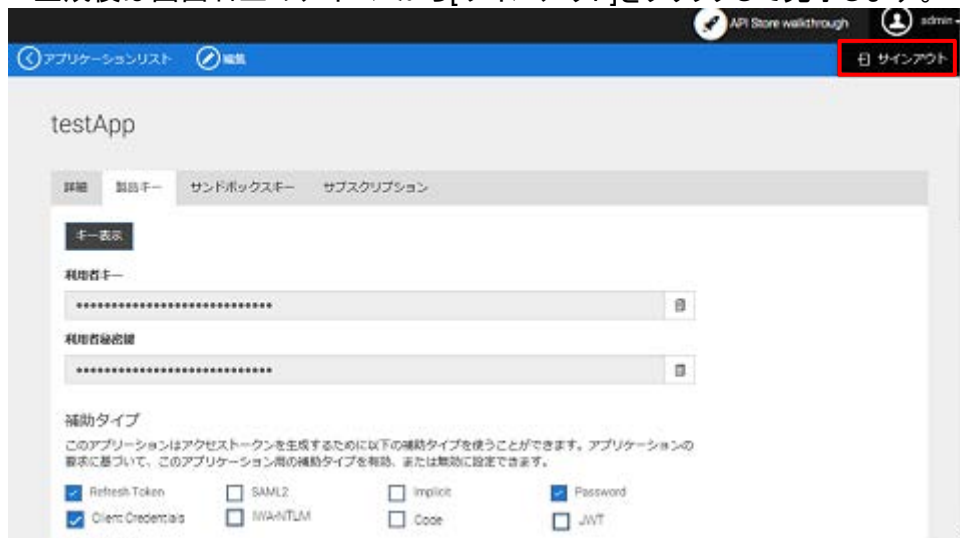 API Store walkthrough admin
アプリケーションリスト 編集 サインアウト
testApp
詳細 製品キー サンドボックスキー サブスクリプション
キー表示
利用者キー
••••••••••••••••••••••••••••
利用者秘密鍵
••••••••••••••••••••••••••••
補助タイプ
このアプリーションはアクセストークンを生成するために以下の補助タイプを使うことができます。アプリケーションの
要求に基づいて、このアプリケーション用の補助タイプを有効、または無効に設定できます。
Refresh Token SAML2 Implicit Password
Client Credentials IWA-NTLM Code JWT